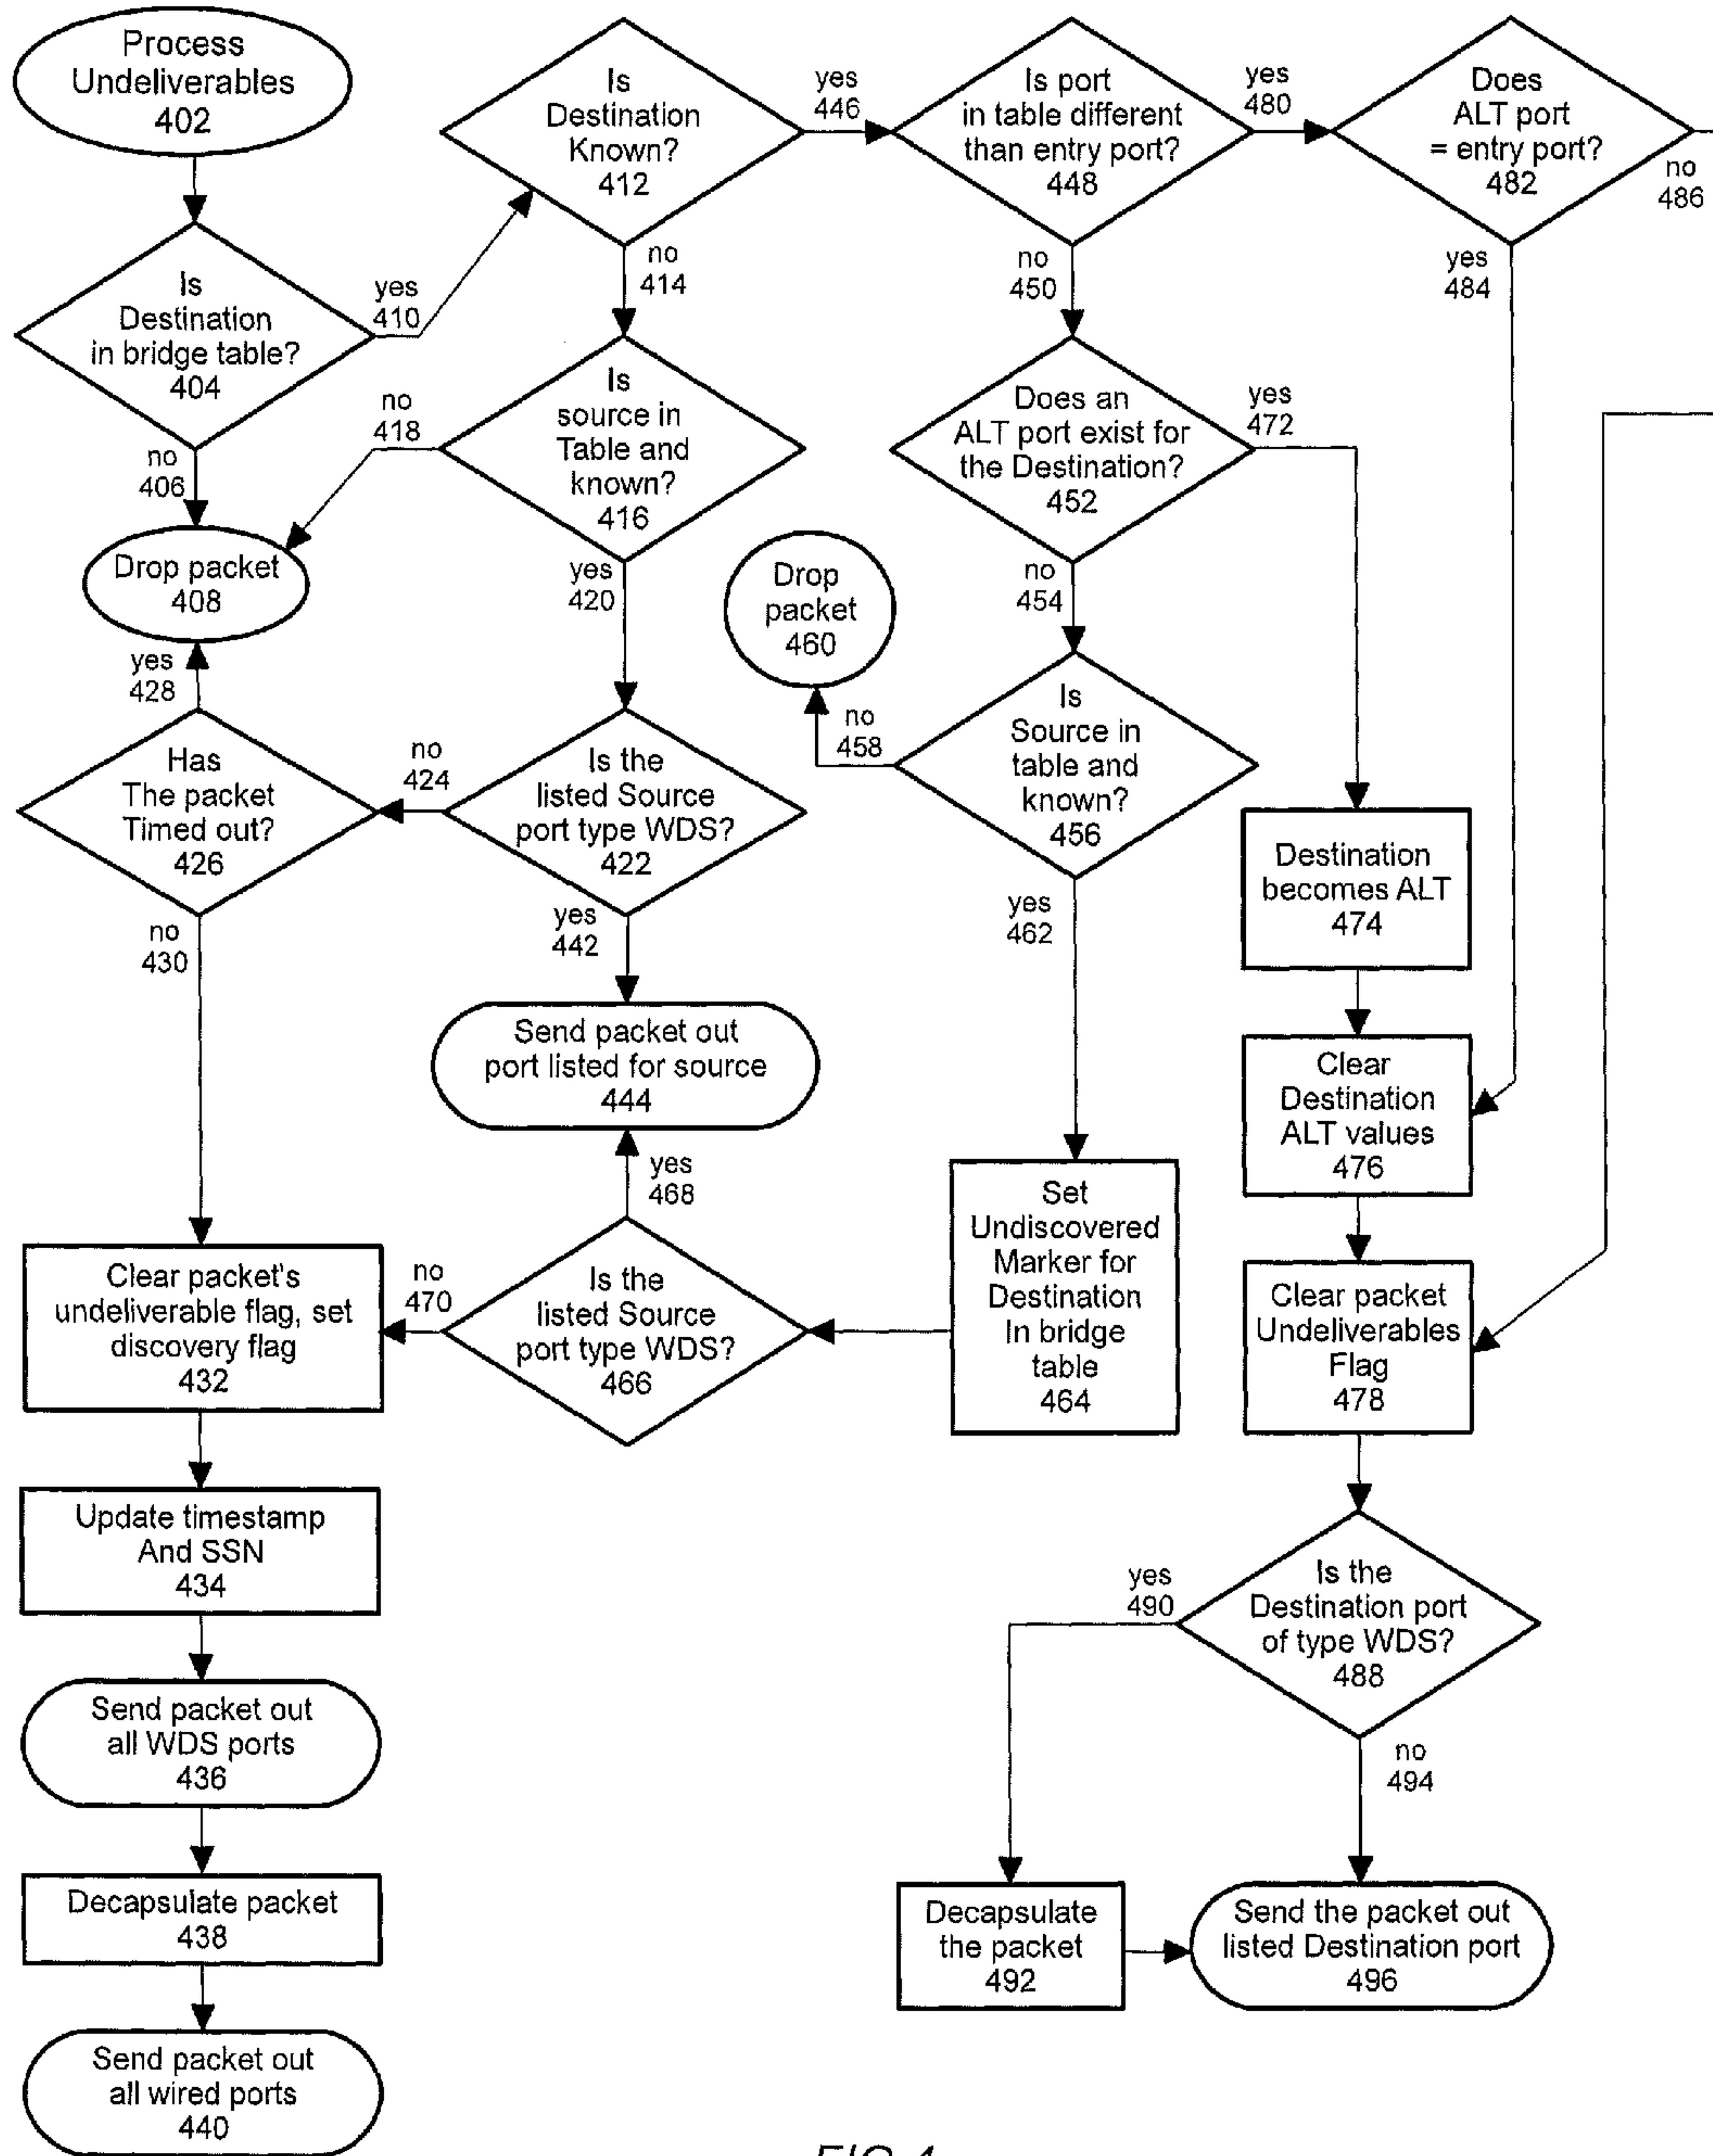 Process
Undeliverables
402
Is
Destination
in bridge table?
404
yes
410
no
406
Drop packet
408
yes
428
Has
The packet
Timed out?
426
no
430
Clear packet's
undeliverable flag, set
discovery flag
432
Update timestamp
And SSN
434
Send packet out
all WDS ports
436
Decapsulate packet
438
Send packet out
all wired ports
440
Is
Destination
Known?
412
yes
446
no
414
Is
source in
Table and
known?
416
no
418
yes
420
Is the
listed Source
port type WDS?
422
no
424
yes
442
Send packet out
port listed for source
444
yes
468
Is the
listed Source
port type WDS?
466
no
470
Is port
in table different
than entry port?
448
yes
480
no
450
Does an
ALT port exist for
the Destination?
452
yes
472
no
454
Drop
packet
460
no
458
Is
Source in
table and
known?
456
yes
462
Set
Undiscovered
Marker for
Destination
In bridge
table
464
Does
ALT port
= entry port?
482
no
486
yes
484
Destination
becomes ALT
474
Clear
Destination
ALT values
476
Clear packet
Undeliverables
Flag
478
Is the
Destination port
of type WDS?
488
yes
490
no
494
Decapsulate
the packet
492
Send the packet out
listed Destination port
496
FIG 4